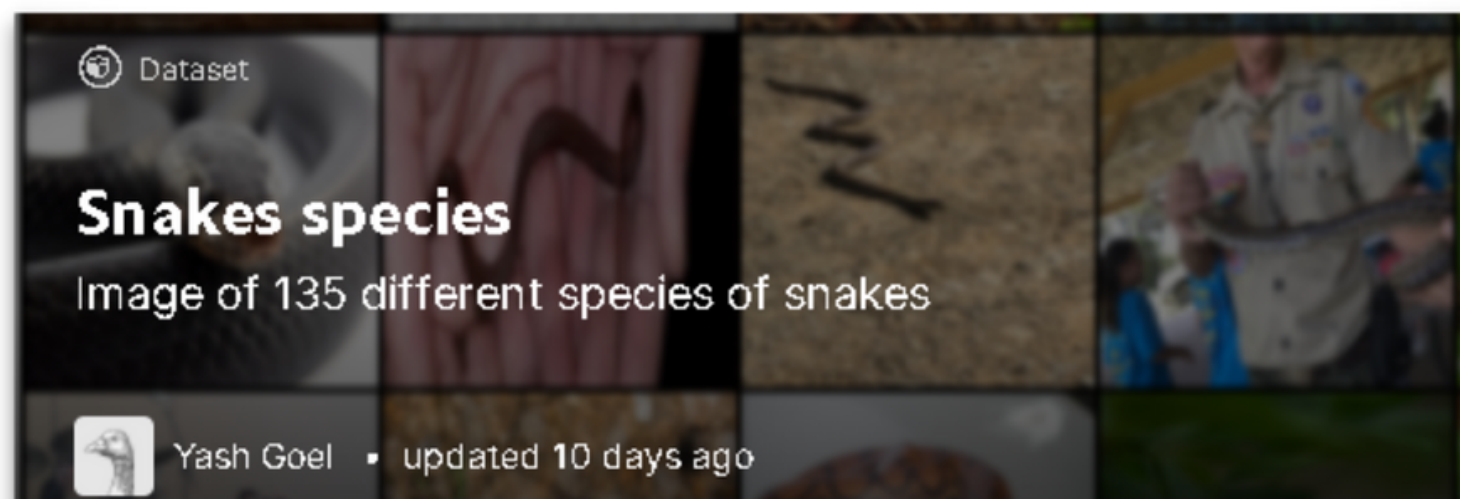 Dataset
Snakes species
Image of 135 different species of snakes
Yash Goel • updated 10 days ago